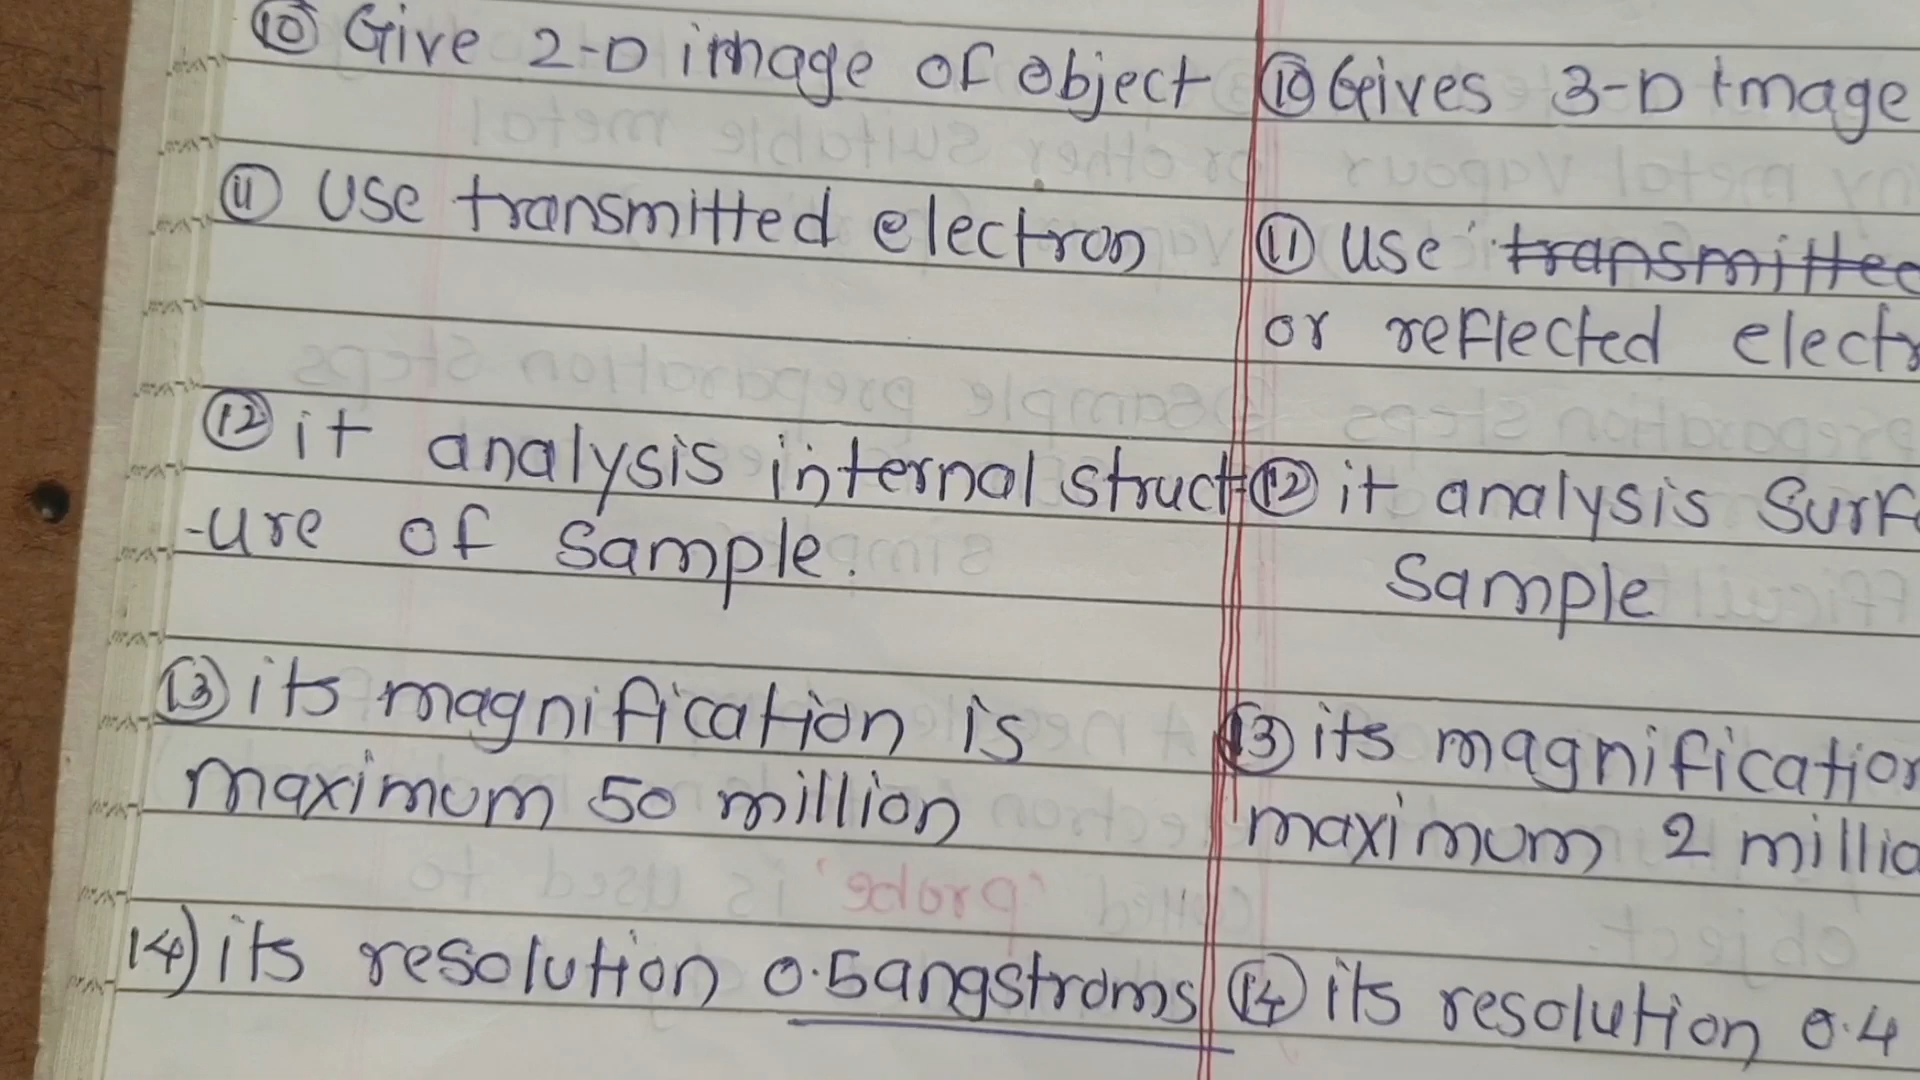 ⑩ Give 2-D image of object
⑪ Use transmitted electron
⑫ it analysis internal struct
-ure of sample.
⑬ its magnification is
maximum 50 million
14) its resolution 0.5angstroms
⑩ Gives 3-D image
⑪ use transmitted
or reflected
⑫ it analysis
Sample
⑬ its magnification
maximum 2
⑭ its resolution 0.4